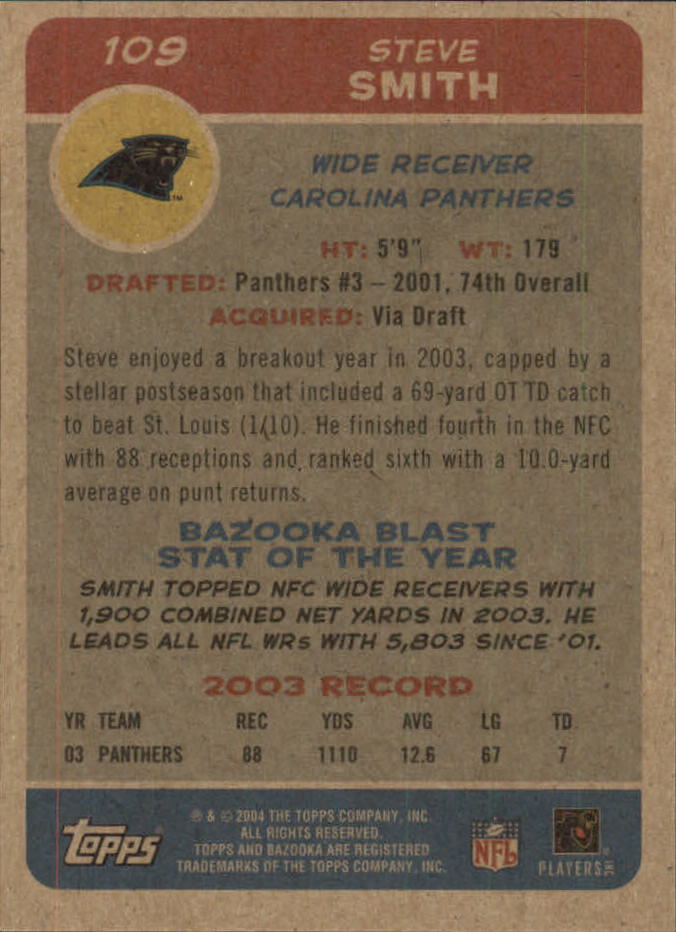 109
STEVE
SMITH
WIDE RECEIVER
CAROLINA PANTHERS
HT: 5'9" WT: 179
DRAFTED: Panthers #3 – 2001, 74th Overall
ACQUIRED: Via Draft
Steve enjoyed a breakout year in 2003, capped by a
stellar postseason that included a 69-yard OT TD catch
to beat St. Louis (1/10). He finished fourth in the NFC
with 88 receptions and ranked sixth with a 10.0-yard
average on punt returns.
BAZOOKA BLAST
STAT OF THE YEAR
SMITH TOPPED NFC WIDE RECEIVERS WITH
1,900 COMBINED NET YARDS IN 2003. HE
LEADS ALL NFL WRs WITH 5,803 SINCE '01.
2003 RECORD
YR TEAM REC YDS AVG LG TD
03 PANTHERS 88 1110 12.6 67 7
topps
® & © 2004 THE TOPPS COMPANY, INC.
ALL RIGHTS RESERVED.
TOPPS AND BAZOOKA ARE REGISTERED
TRADEMARKS OF THE TOPPS COMPANY, INC.
NFL
PLAYERS INC